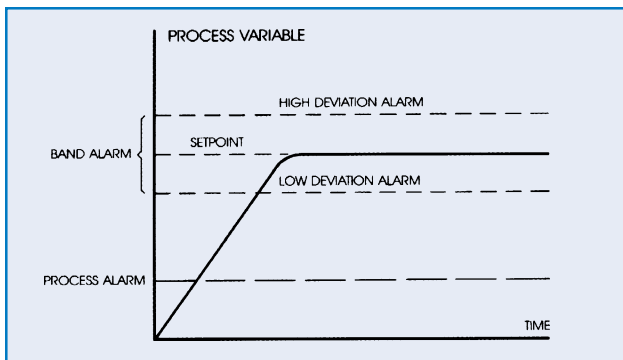 PROCESS VARIABLE
HIGH DEVIATION ALARM
SETPOINT
BAND ALARM
LOW DEVIATION ALARM
PROCESS ALARM
TIME